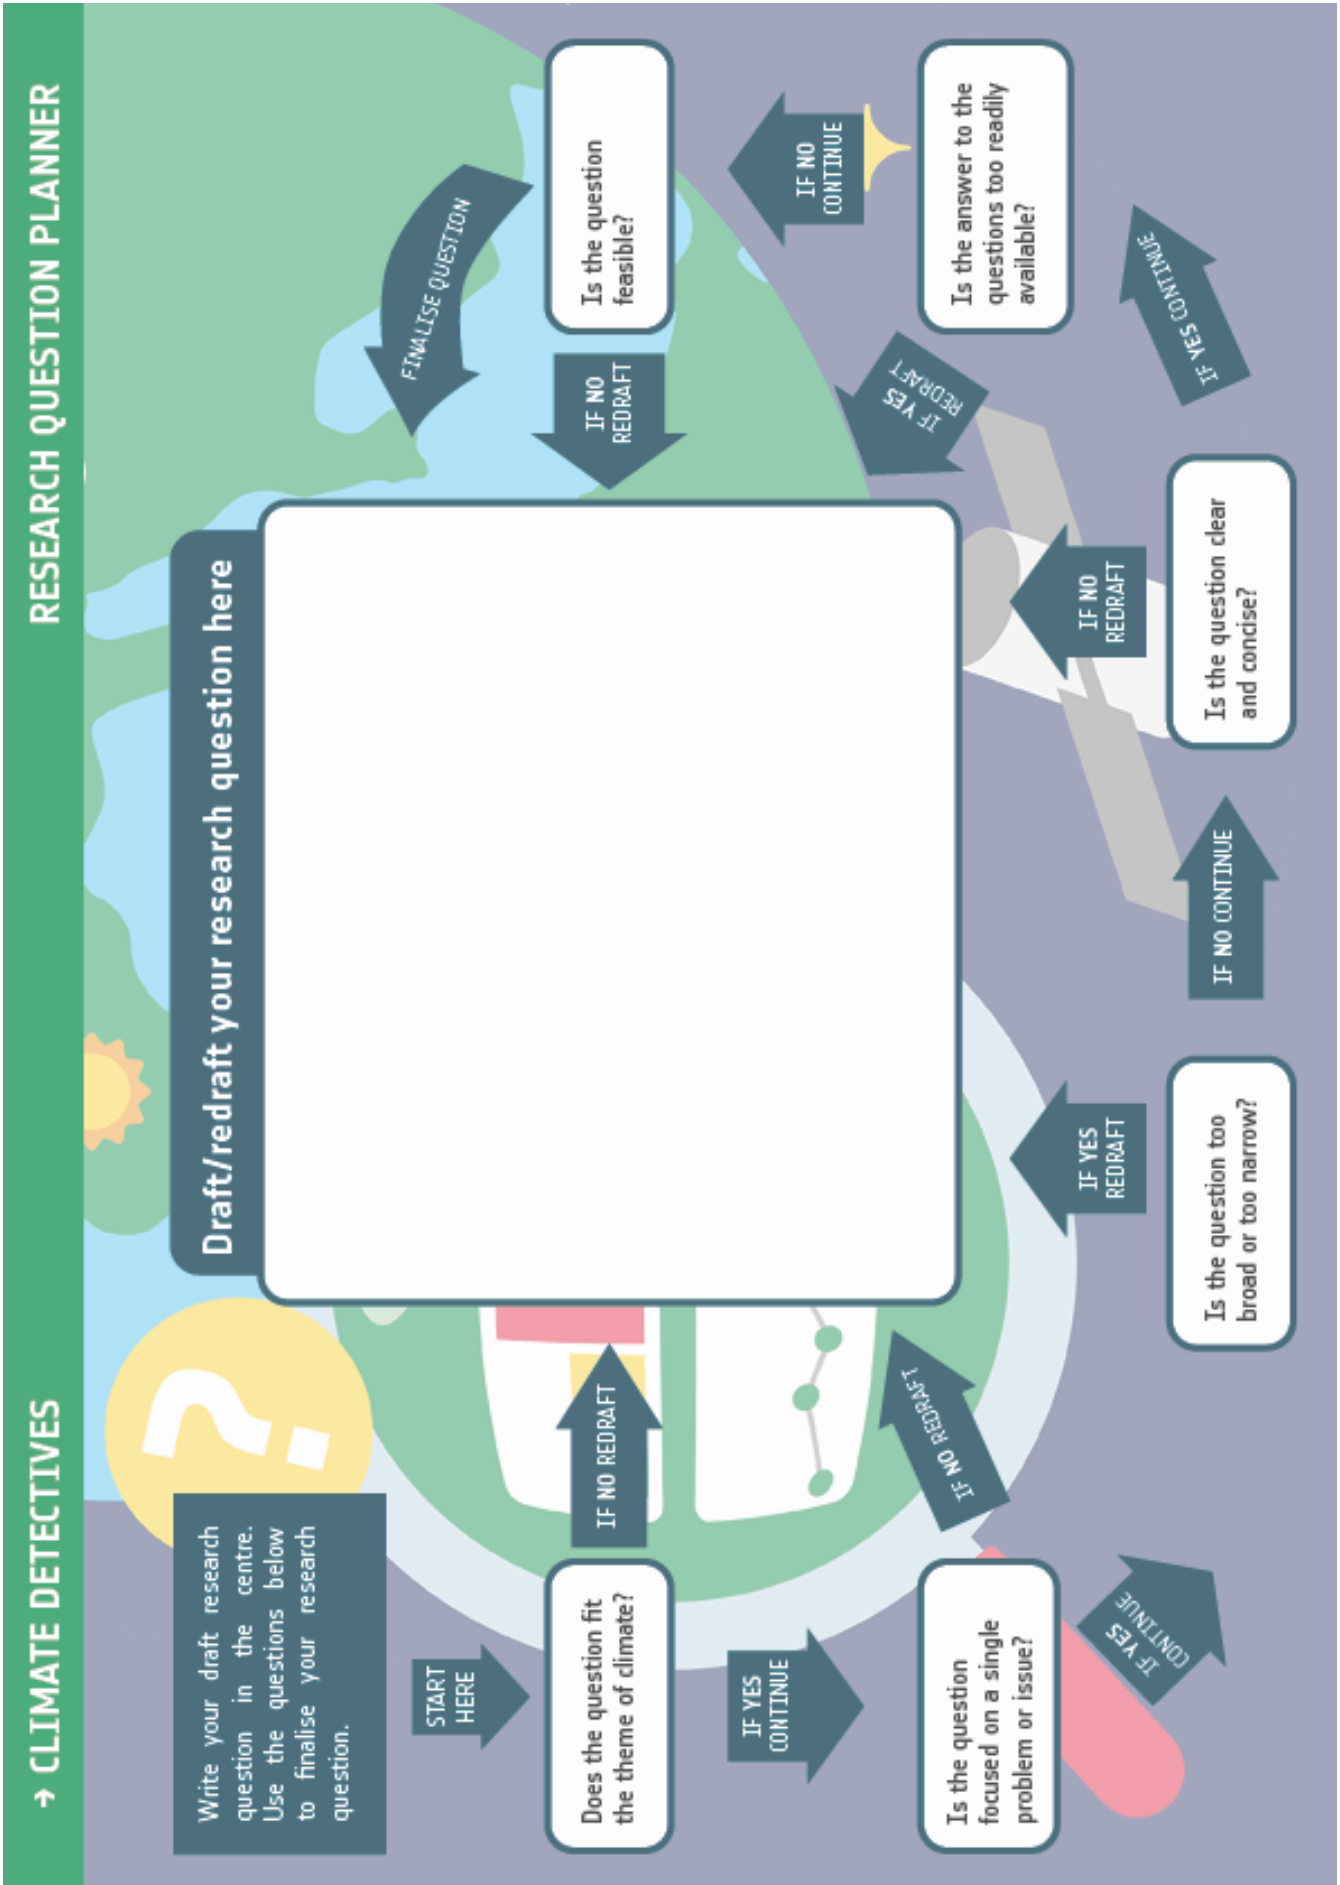 → CLIMATE DETECTIVES
RESEARCH QUESTION PLANNER
Write your draft research
question in the centre.
Use the questions below
to finalise your research
question.
Draft/redraft your research question here
START
HERE
Does the question fit
the theme of climate?
IF NO REDRAFT
IF YES
CONTINUE
Is the question
focused on a single
problem or issue?
IF NO REDRAFT
IF YES
CONTINUE
Is the question too
broad or too narrow?
IF YES
REDRAFT
IF NO CONTINUE
Is the question clear
and concise?
IF NO
REDRAFT
IF YES CONTINUE
Is the answer to the
questions too readily
available?
IF YES
REDRAFT
IF NO
CONTINUE
Is the question
feasible?
IF NO
REDRAFT
FINALISE QUESTION
?